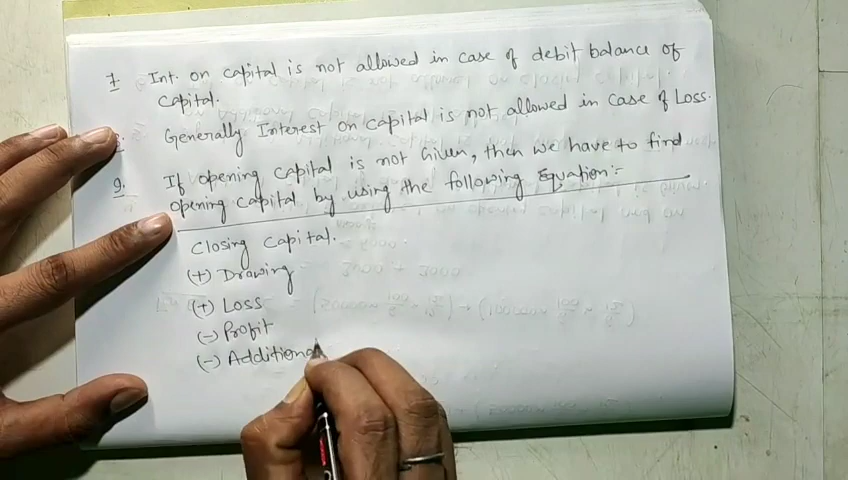 7. Int. on capital is not allowed in case of debit balance of
capital.
8. Generally Interest on capital is not allowed in case of Loss.
9. If opening capital is not Given, then we have to find
opening capital by using the following Equation:-
Closing Capital.
(+) Drawing
(+) Loss
(-) Profit
(-) Additiona